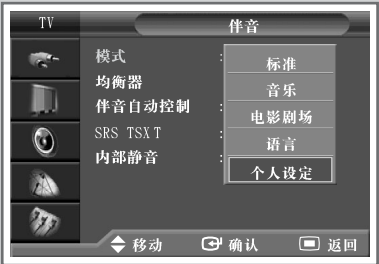 TV 伴音
模式 :
均衡器
伴音自动控制 :
SRS TSXT :
内部静音 :
标准
音乐
电影剧场
语言
个人设定
移动 确认 返回